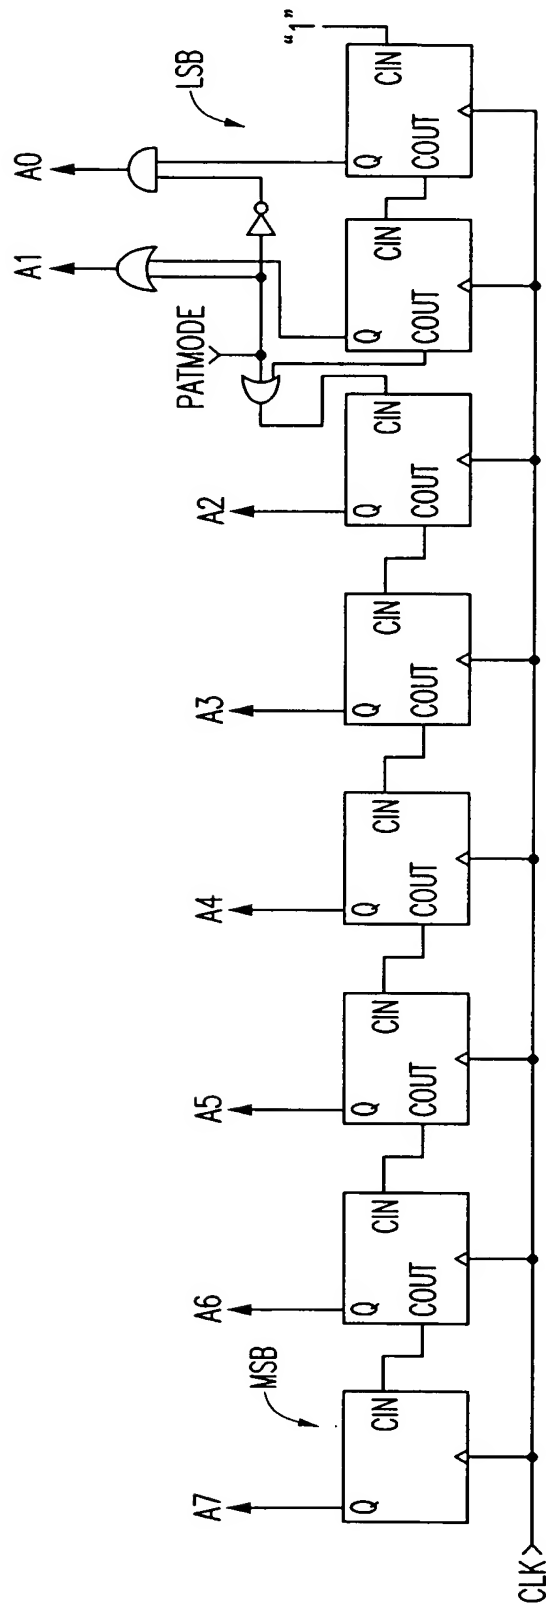 A7
A6
A5
A4
A3
A2
A1
A0
MSB
PATMODE
LSB
"1"
Q
CIN
Q
CIN
COUT
Q
CIN
COUT
Q
CIN
COUT
Q
CIN
COUT
Q
CIN
COUT
Q
CIN
COUT
Q
CIN
COUT
CLK